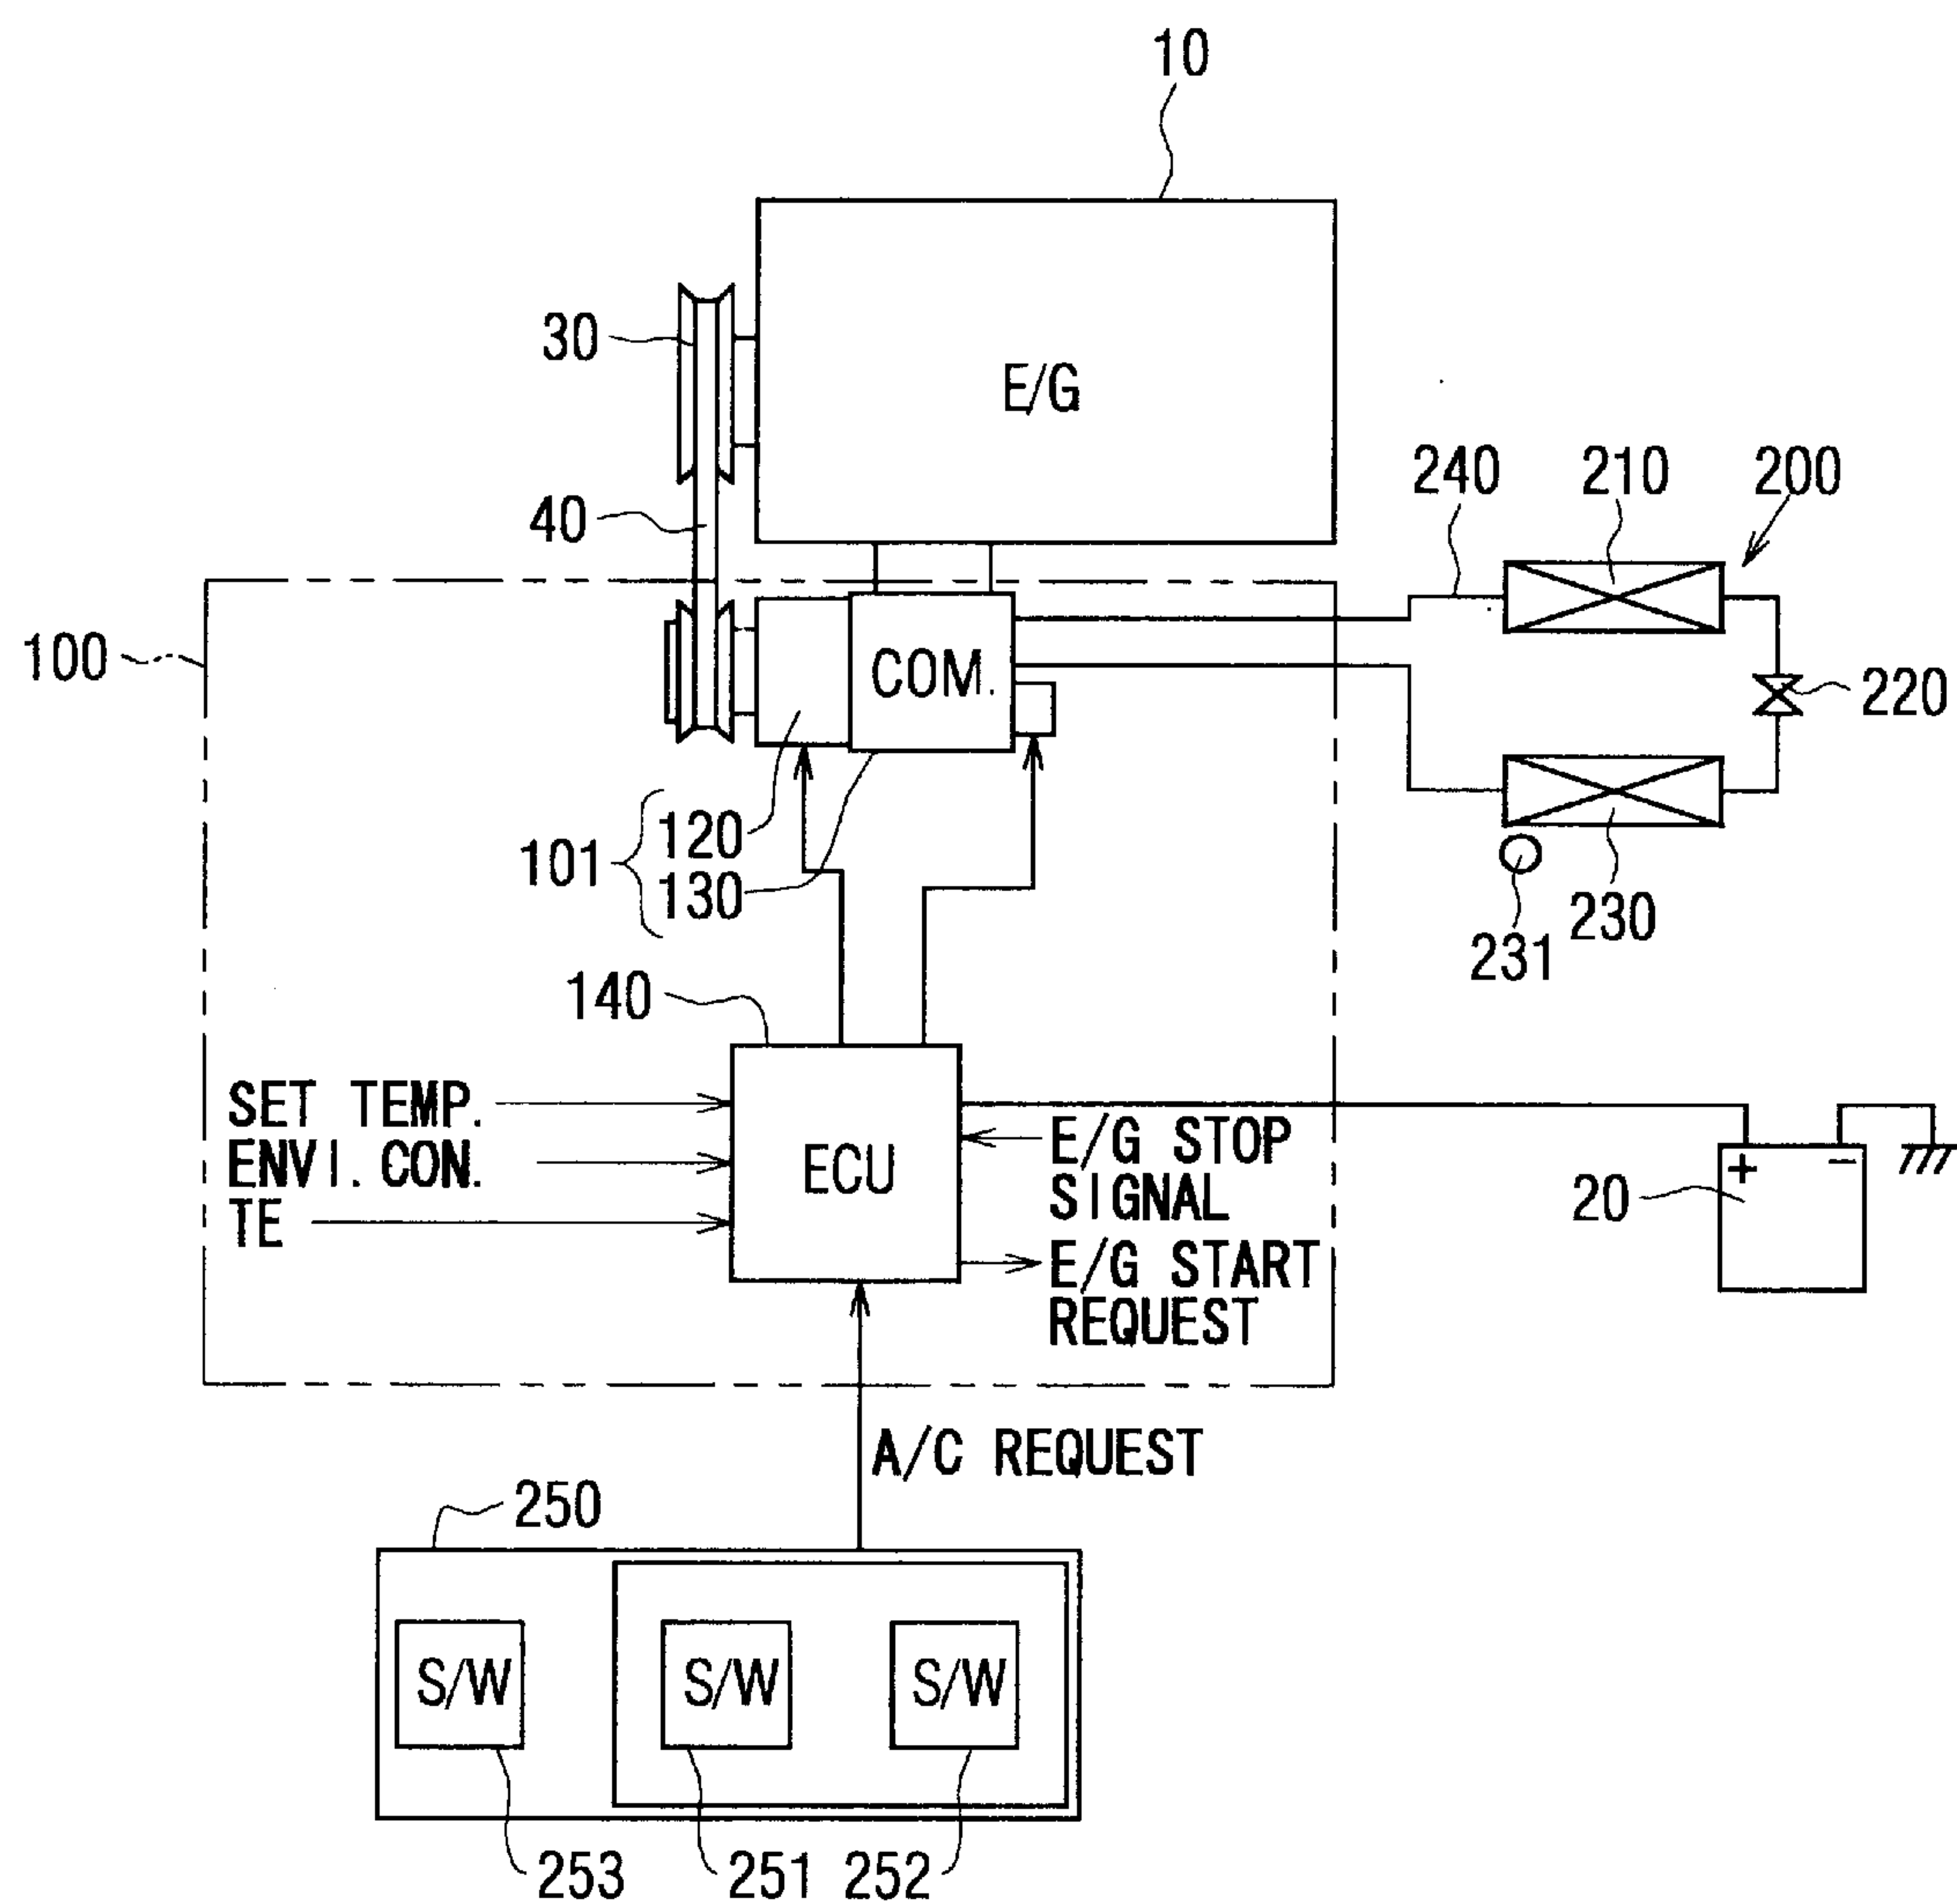 10
30
E/G
40
240
210
200
100
COM.
220
101
120
130
231
230
140
SET TEMP.
ENVI.CON.
TE
ECU
E/G STOP
SIGNAL
E/G START
REQUEST
+
−
20
A/C REQUEST
250
S/W
S/W
S/W
253
251
252